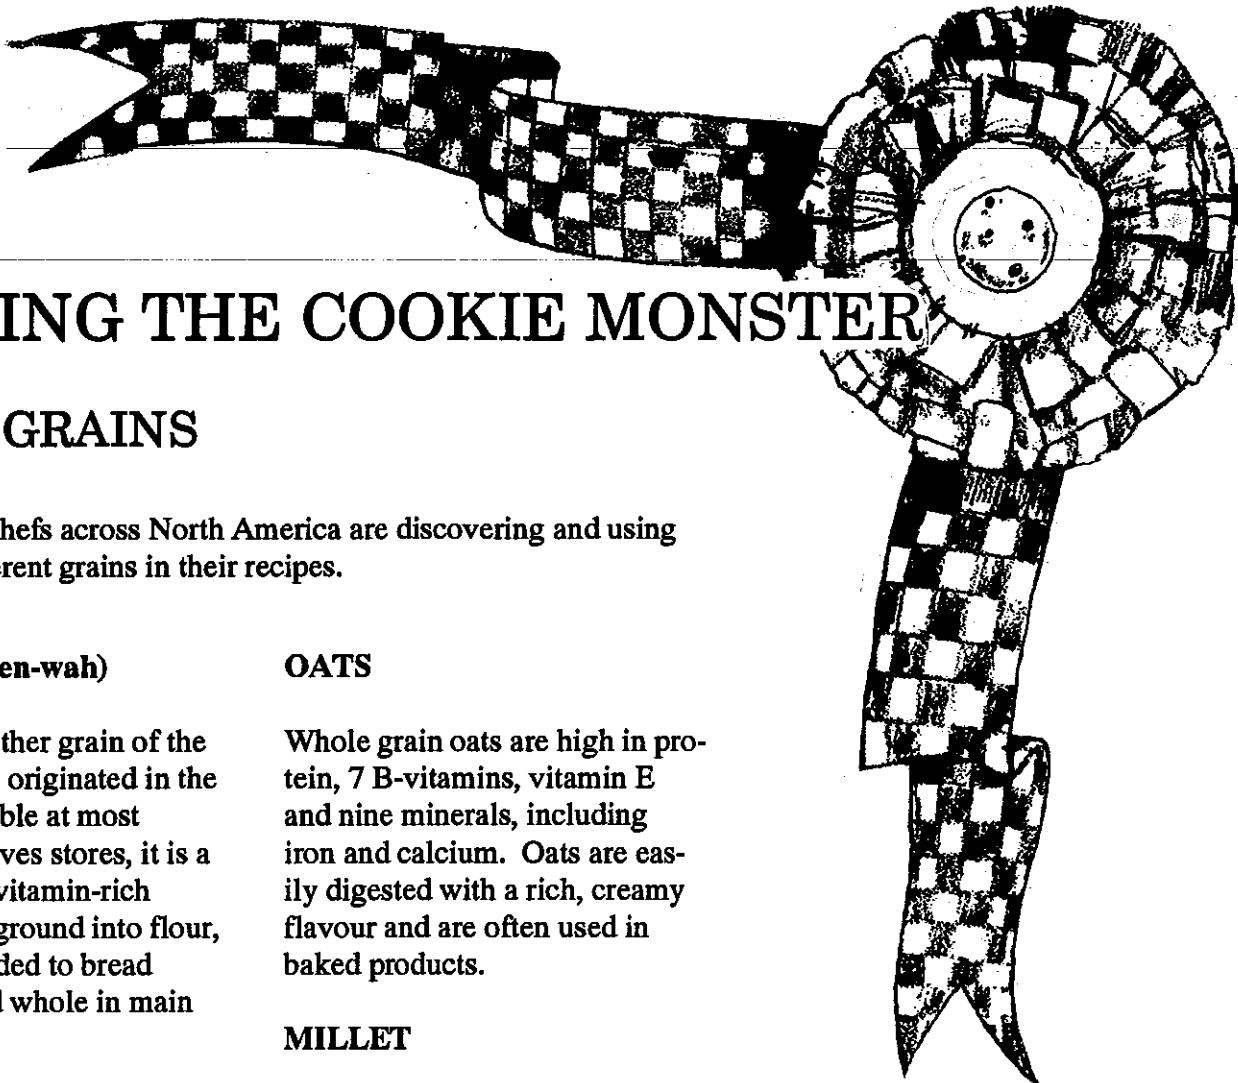 ING THE COOKIE MONSTER
GRAINS
hefs across North America are discovering and using
rent grains in their recipes.
en-wah)
ther grain of the
originated in the
ble at most
ves stores, it is a
vitamin-rich
ground into flour,
ded to bread
whole in main
OATS
Whole grain oats are high in pro-
tein, 7 B-vitamins, vitamin E
and nine minerals, including
iron and calcium. Oats are eas-
ily digested with a rich, creamy
flavour and are often used in
baked products.
MILLET